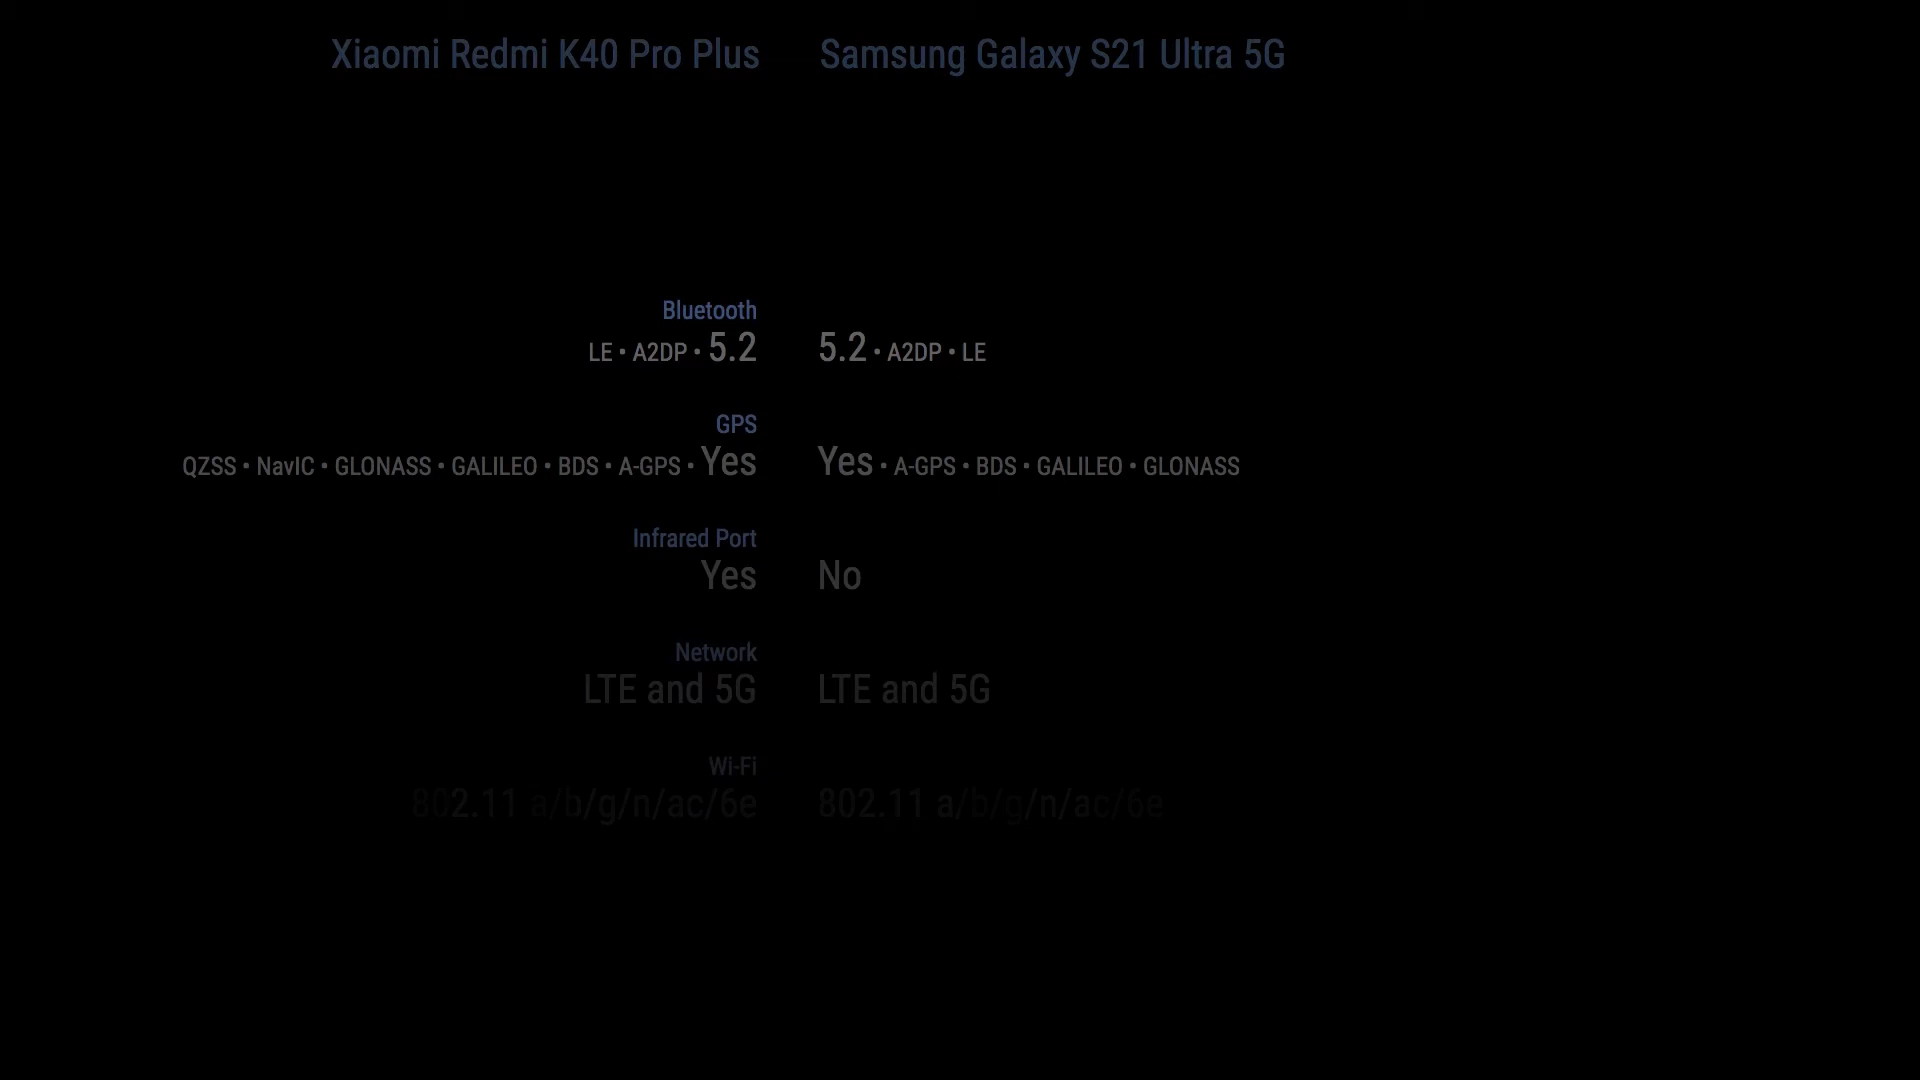 Xiaomi Redmi K40 Pro Plus Samsung Galaxy S21 Ultra 5G
Bluetooth
LE • A2DP • 5.2 5.2 • A2DP • LE
GPS
QZSS • NavIC • GLONASS • GALILEO • BDS • A-GPS • Yes Yes • A-GPS • BDS • GALILEO • GLONASS
Infrared Port
Yes No
Network
LTE and 5G LTE and 5G
Wi-Fi
802.11 a/b/g/n/ac/6e 802.11 a/b/g/n/ac/6e